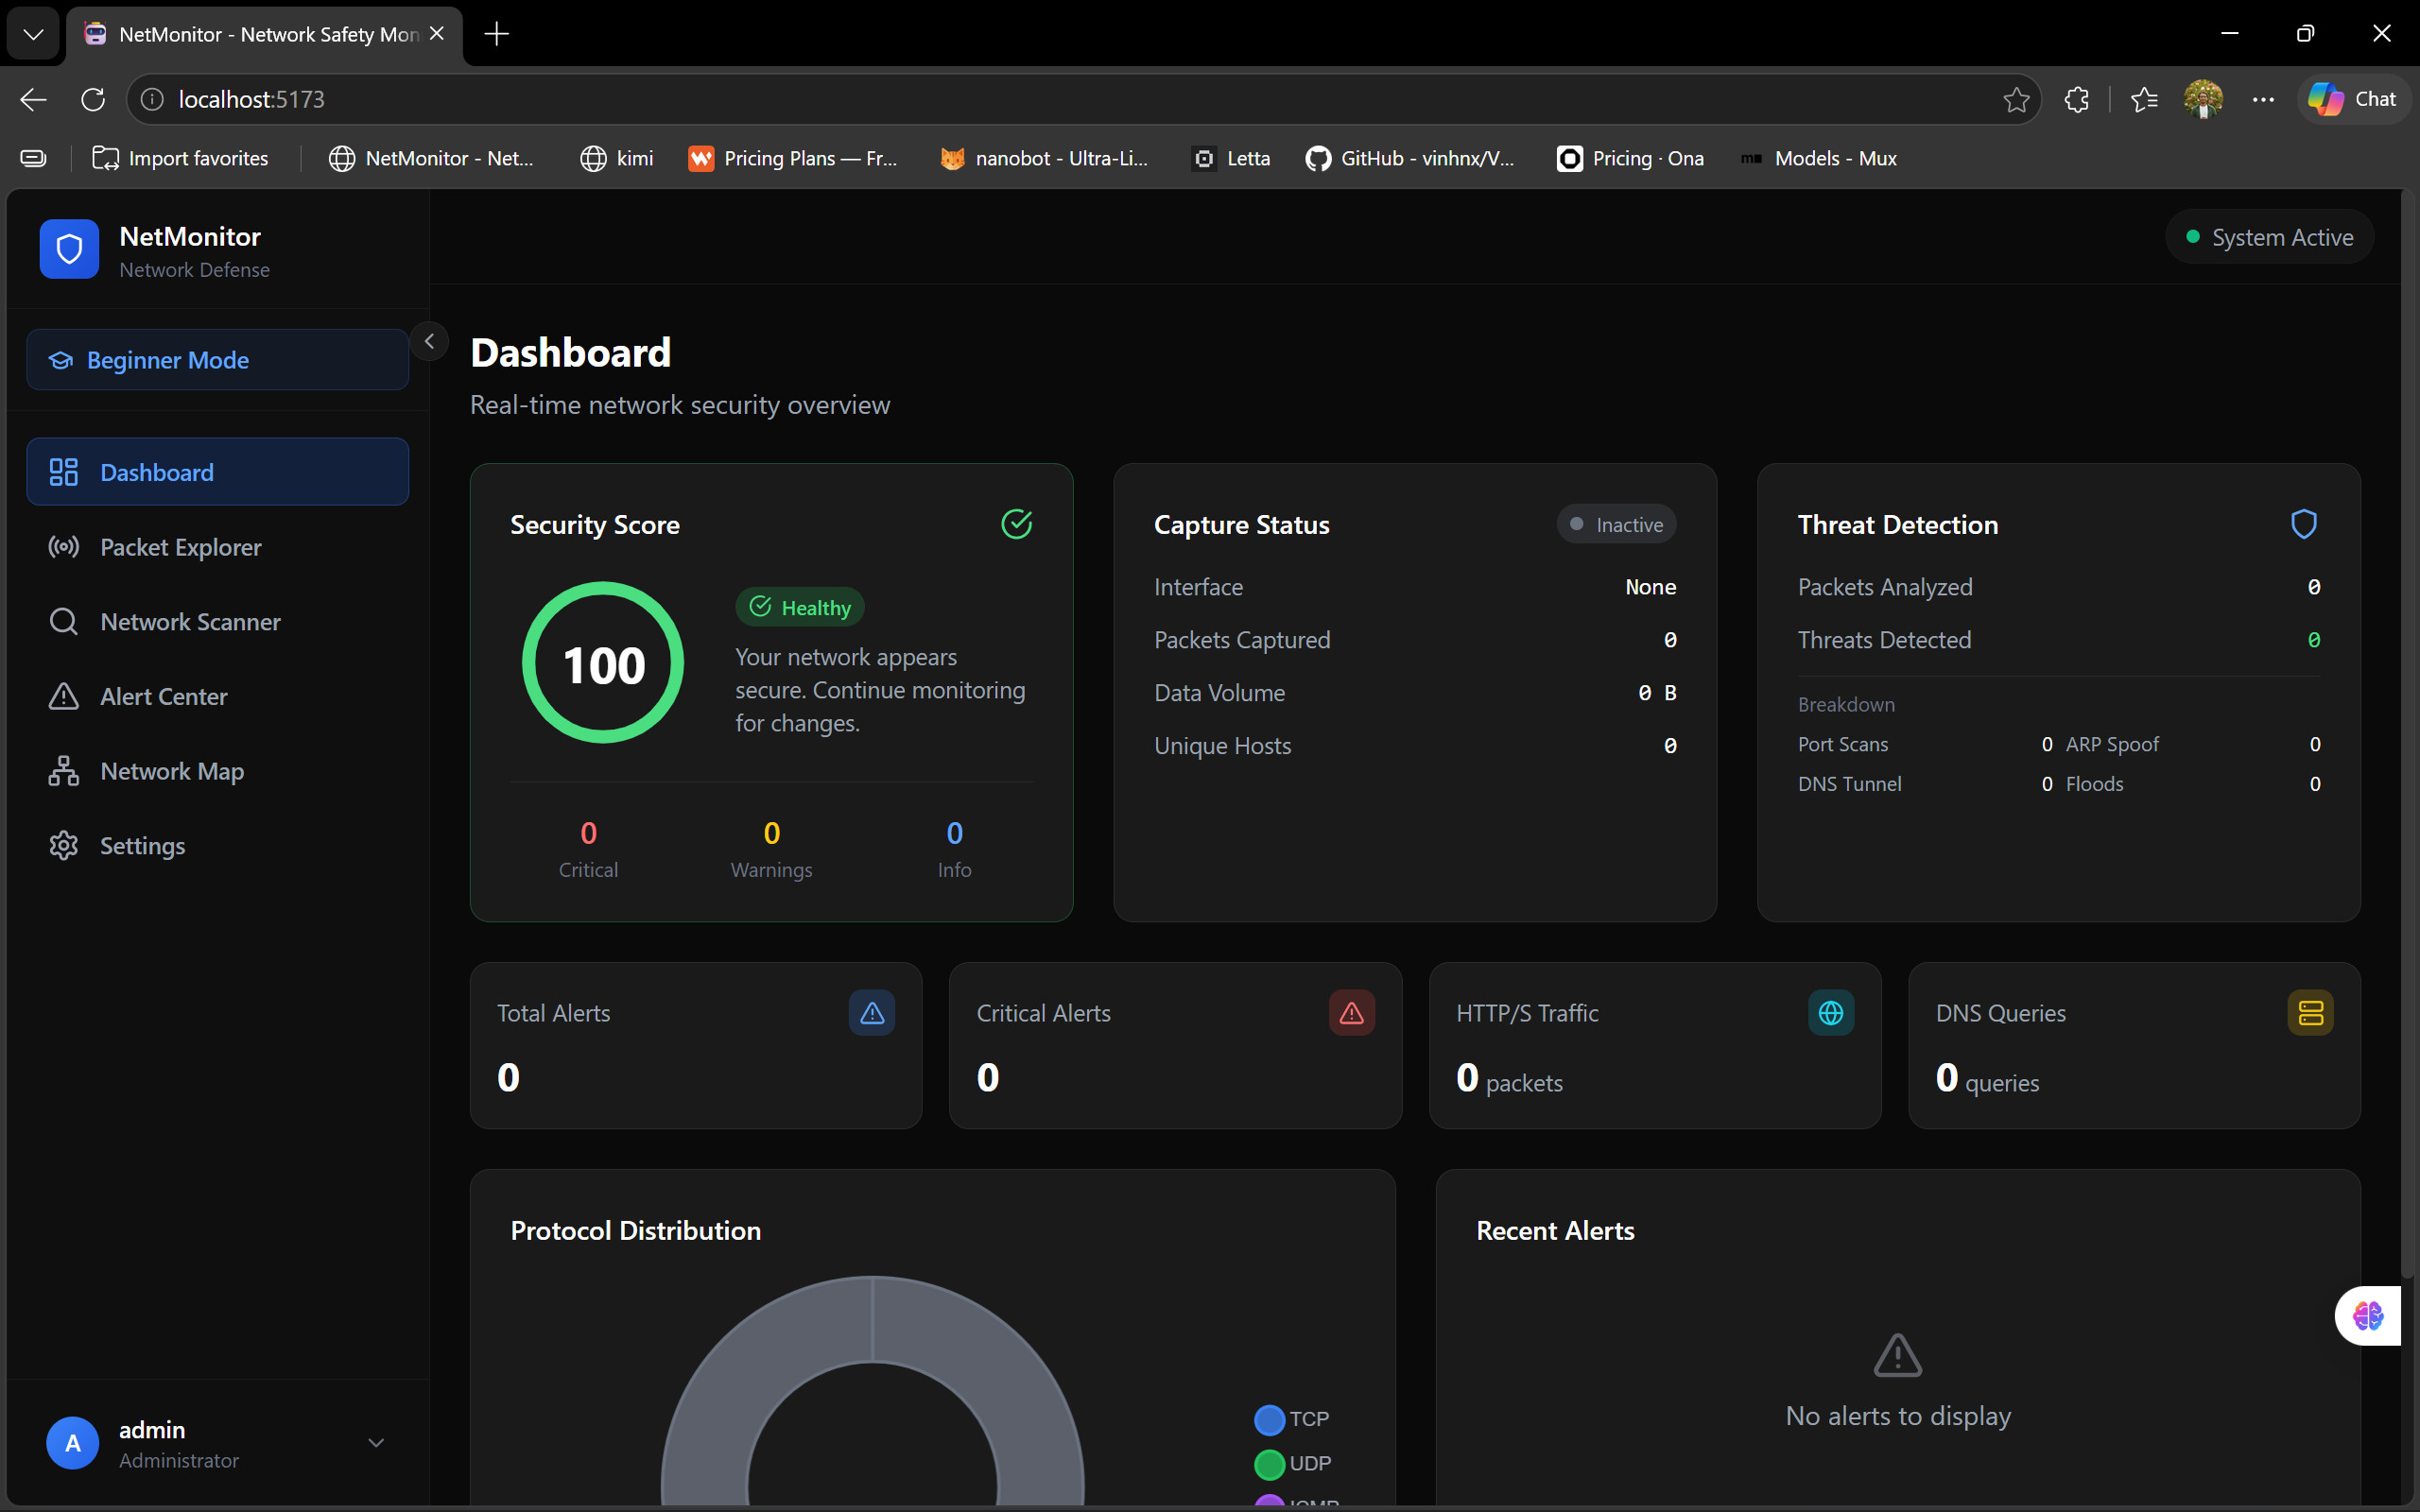 NetMonitor - Network Safety Mon
localhost:5173
Chat
Import favorites
NetMonitor - Net...
kimi
Pricing Plans — Fr...
nanobot - Ultra-Li...
Letta
GitHub - vinhnx/V...
Pricing · Ona
Models - Mux
NetMonitor
Network Defense
System Active
Beginner Mode
Dashboard
Packet Explorer
Network Scanner
Alert Center
Network Map
Settings
admin
Administrator
A
Dashboard
Real-time network security overview
Security Score
100
Healthy
Your network appears
secure. Continue monitoring
for changes.
0 Critical
0 Warnings
0 Info
Capture Status
Inactive
Interface None
Packets Captured 0
Data Volume 0 B
Unique Hosts 0
Threat Detection
Packets Analyzed 0
Threats Detected 0
Breakdown
Port Scans 0 ARP Spoof 0
DNS Tunnel 0 Floods 0
Total Alerts
0
Critical Alerts
0
HTTP/S Traffic
0 packets
DNS Queries
0 queries
Protocol Distribution
TCP
UDP
ICMP
Recent Alerts
No alerts to display